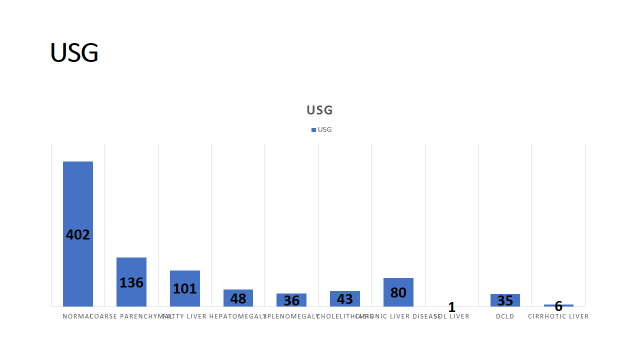 USG
USG
USG
402
136
101
48
36
43
80
1
35
6
NORMAL COARSE PARENCHYMA FATTY LIVER HEPATOMEGALY SPLENOMEGALY CHOLELITHIASIS CHRONIC LIVER DISEASE SOL LIVER DCLD CIRRHOTIC LIVER